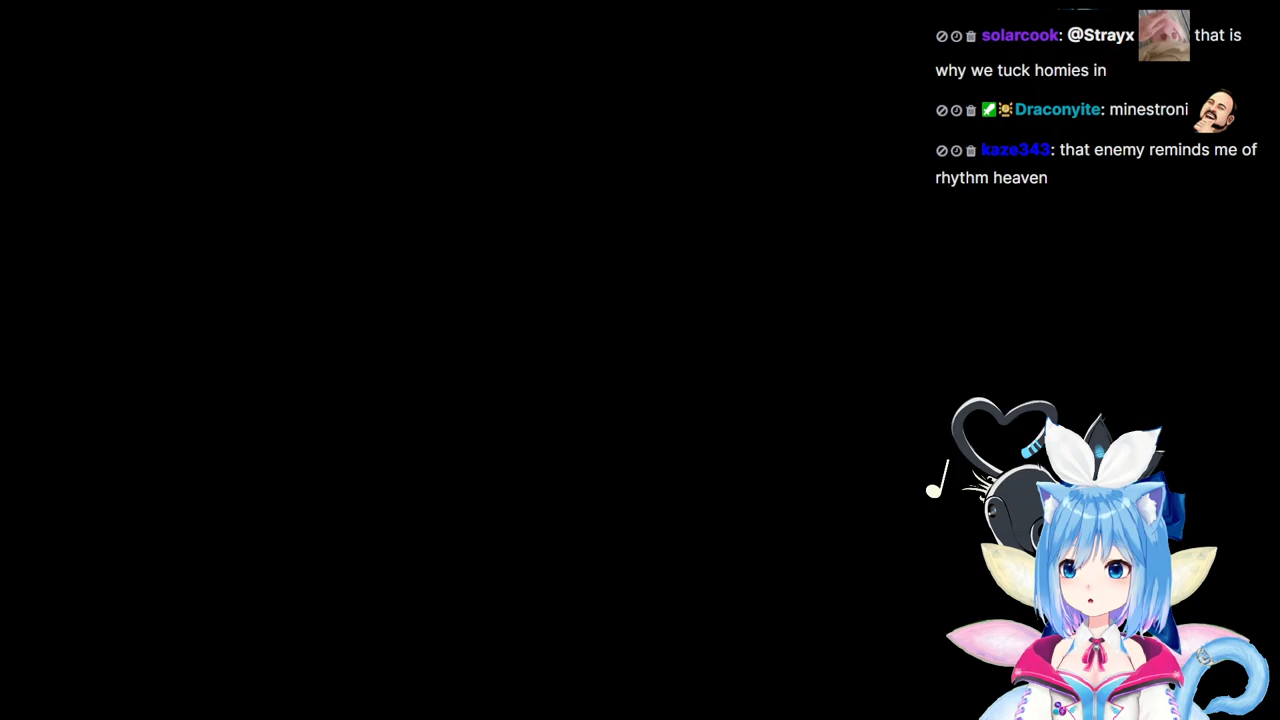 solarcook: @Strayx that is
why we tuck homies in
Draconyite: minestroni
kaze343: that enemy reminds me of
rhythm heaven